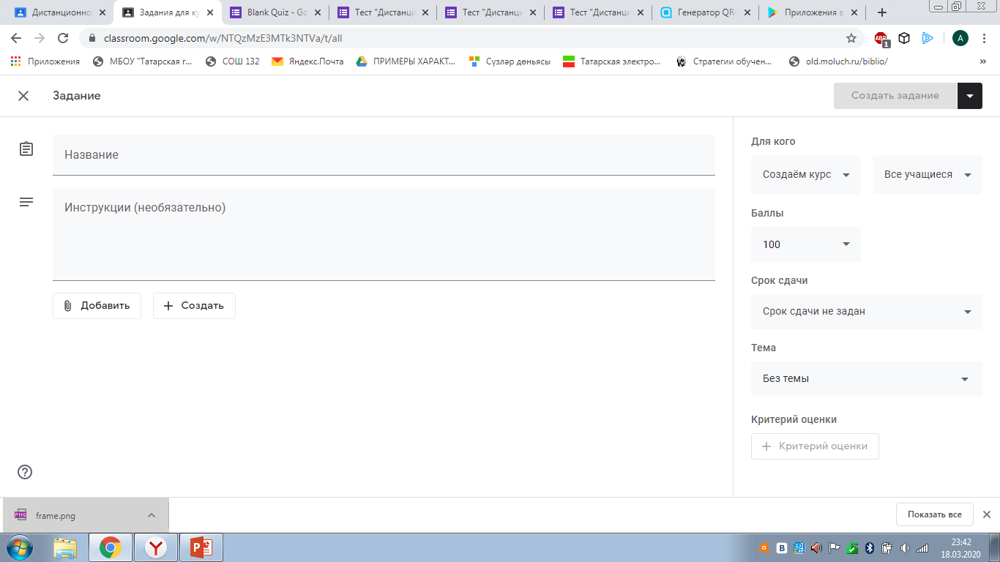 Дистанционно
Задания для ку
Blank Quiz - Go
Тест "Дистанци
Тест "Дистанци
Тест "Дистанци
Генератор QR-
Приложения в
classroom.google.com/w/NTQzMzE3MTk3NTVa/t/all
ABP
1
A
Приложения
МБОУ "Татарская г...
СОШ 132
Яндекс.Почта
ПРИМЕРЫ ХАРАКТ...
Сүзләр дөньясы
Татарская электро...
Стратегии обучен...
old.moluch.ru/biblio/
»
Задание
Создать задание
Название
Инструкции (необязательно)
Добавить
Создать
Для кого
Создаём курс
Все учащиеся
Баллы
100
Срок сдачи
Срок сдачи не задан
Тема
Без темы
Критерий оценки
Критерий оценки
PNG
frame.png
Показать все
23:42
18.03.2020